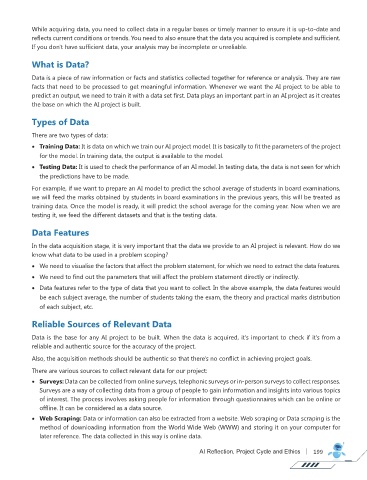 While acquiring data, you need to collect data in a regular bases or timely manner to ensure it is up-to-date and
reflects current conditions or trends. You need to also ensure that the data you acquired is complete and sufficient.
If you don't have sufficient data, your analysis may be incomplete or unreliable.
What is Data?
Data is a piece of raw information or facts and statistics collected together for reference or analysis. They are raw
facts that need to be processed to get meaningful information. Whenever we want the AI project to be able to
predict an output, we need to train it with a data set first. Data plays an important part in an AI project as it creates
the base on which the AI project is built.
Types of Data
There are two types of data:
• Training Data: It is data on which we train our AI project model. It is basically to fit the parameters of the project
for the model. In training data, the output is available to the model.
• Testing Data: It is used to check the performance of an AI model. In testing data, the data is not seen for which
the predictions have to be made.
For example, if we want to prepare an AI model to predict the school average of students in board examinations,
we will feed the marks obtained by students in board examinations in the previous years, this will be treated as
training data. Once the model is ready, it will predict the school average for the coming year. Now when we are
testing it, we feed the different datasets and that is the testing data.
Data Features
In the data acquisition stage, it is very important that the data we provide to an AI project is relevant. How do we
know what data to be used in a problem scoping?
• We need to visualise the factors that affect the problem statement, for which we need to extract the data features.
• We need to find out the parameters that will affect the problem statement directly or indirectly.
• Data features refer to the type of data that you want to collect. In the above example, the data features would
be each subject average, the number of students taking the exam, the theory and practical marks distribution
of each subject, etc.
Reliable Sources of Relevant Data
Data is the base for any AI project to be built. When the data is acquired, it's important to check if it's from a
reliable and authentic source for the accuracy of the project.
Also, the acquisition methods should be authentic so that there's no conflict in achieving project goals.
There are various sources to collect relevant data for our project:
• Surveys: Data can be collected from online surveys, telephonic surveys or in-person surveys to collect responses.
Surveys are a way of collecting data from a group of people to gain information and insights into various topics
of interest. The process involves asking people for information through questionnaires which can be online or
offline. It can be considered as a data source.
• Web Scraping: Data or information can also be extracted from a website. Web scraping or Data scraping is the
method of downloading information from the World Wide Web (WWW) and storing it on your computer for
later reference. The data collected in this way is online data.
AI Reflection, Project Cycle and Ethics | 199